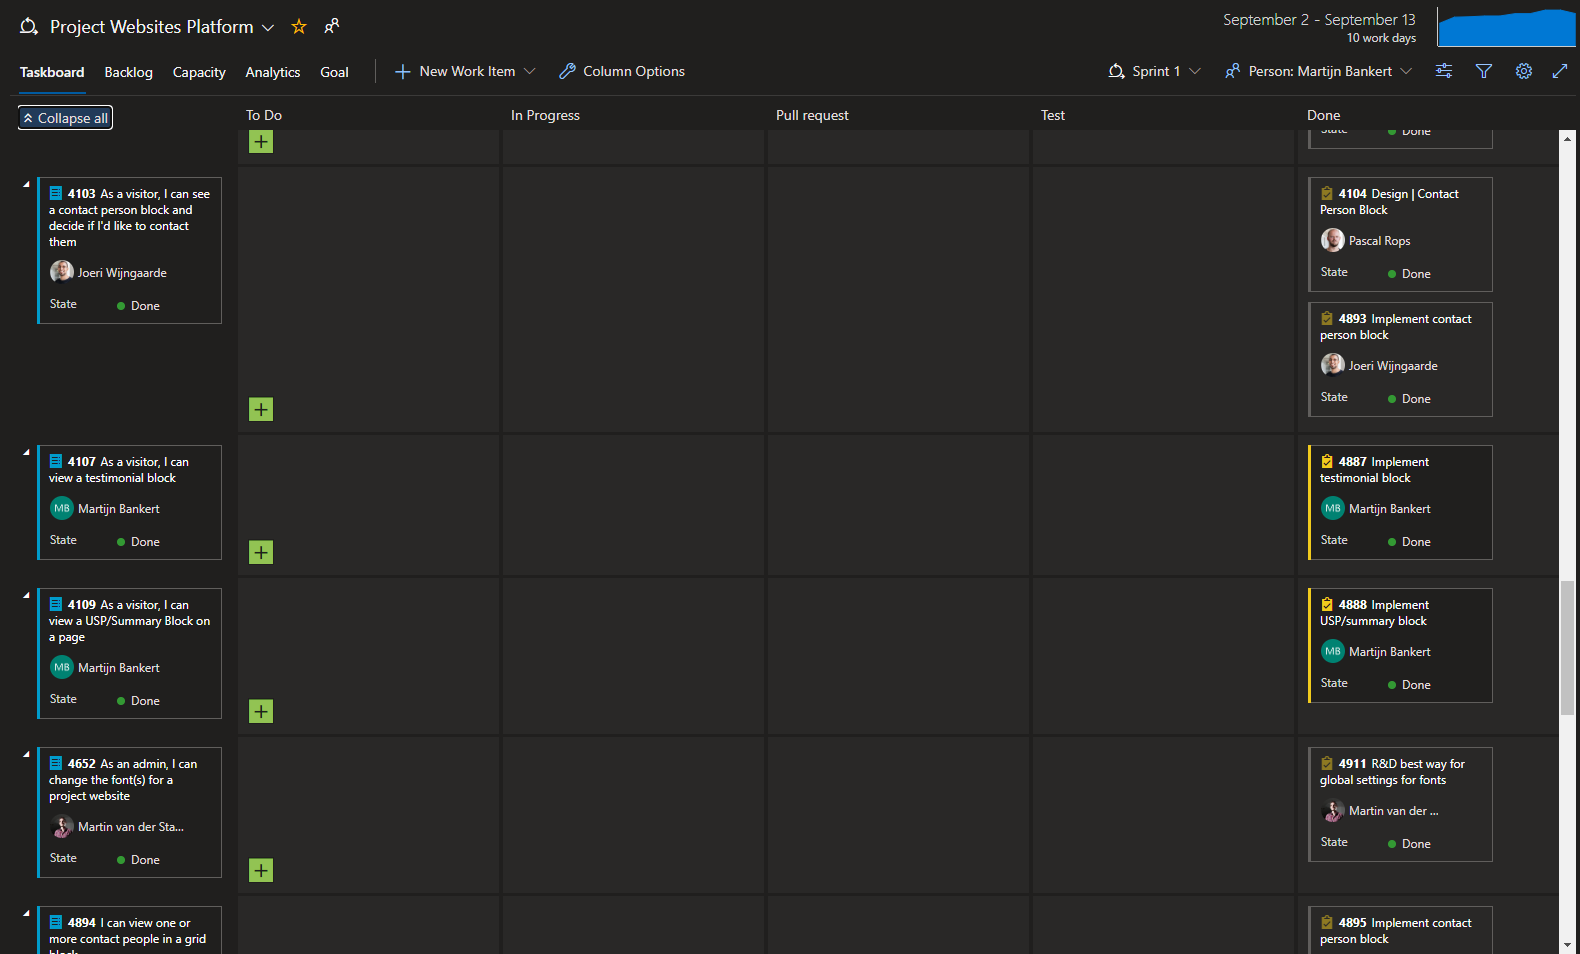 Project Websites Platform
September 2 - September 13
10 work days
Taskboard Backlog Capacity Analytics Goal New Work Item Column Options Sprint 1 Person: Martijn Bankert
Collapse all
To Do In Progress Pull request Test Done
State Done
4103 As a visitor, I can see
a contact person block and
decide if I'd like to contact
them
Joeri Wijngaarde
State Done
4104 Design | Contact
Person Block
Pascal Rops
State Done
4893 Implement contact
person block
Joeri Wijngaarde
State Done
4107 As a visitor, I can
view a testimonial block
MB Martijn Bankert
State Done
4887 Implement
testimonial block
MB Martijn Bankert
State Done
4109 As a visitor, I can
view a USP/Summary Block on
a page
MB Martijn Bankert
State Done
4888 Implement
USP/summary block
MB Martijn Bankert
State Done
4652 As an admin, I can
change the font(s) for a
project website
Martin van der Sta...
State Done
4911 R&D best way for
global settings for fonts
Martin van der ...
State Done
4894 I can view one or
more contact people in a grid
block
4895 Implement contact
person block